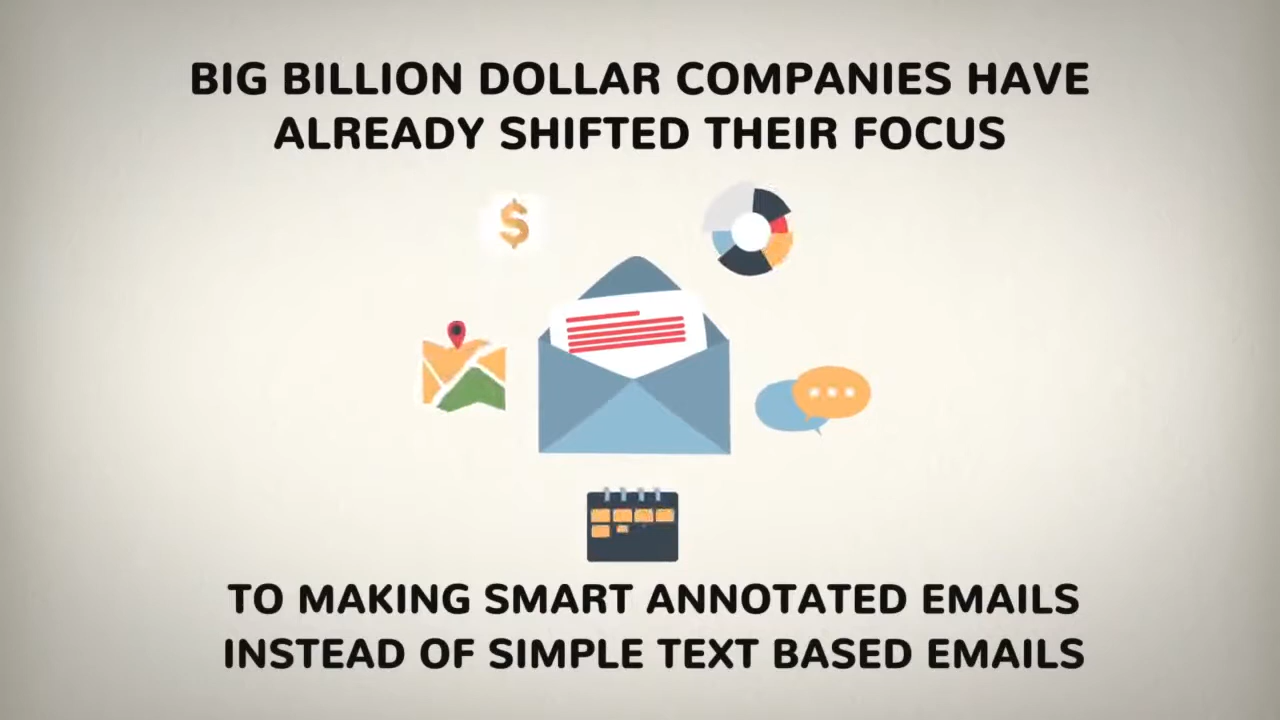 BIG BILLION DOLLAR COMPANIES HAVE
ALREADY SHIFTED THEIR FOCUS
$
TO MAKING SMART ANNOTATED EMAILS
INSTEAD OF SIMPLE TEXT BASED EMAILS